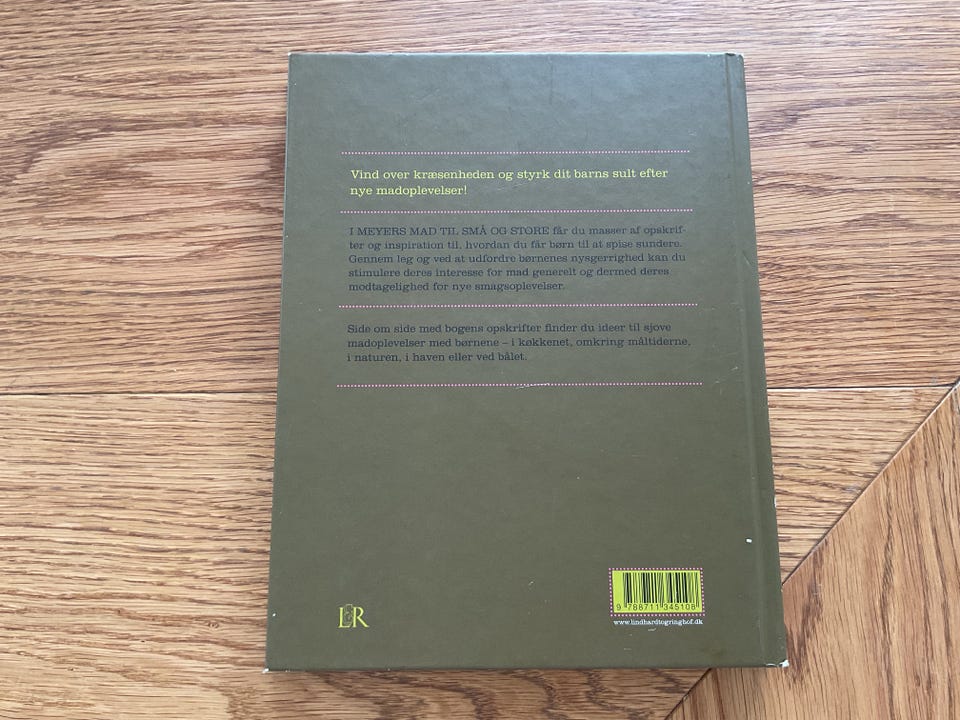 Vind over kræsenheden og styrk dit barns sult efter
nye madoplevelser!
I MEYERS MAD TIL SMÅ OG STORE får du masser af opskrif-
ter og inspiration til, hvordan du får børn til at spise sundere.
Gennem leg og ved at udfordre børnenes nysgerrighed kan du
stimulere deres interesse for mad generelt og dermed deres
modtagelighed for nye smagsoplevelser.
Side om side med bogens opskrifter finder du ideer til sjove
madoplevelser med børnene – i køkkenet, omkring måltiderne,
i naturen, i haven eller ved bålet.
L&R
9 788711 345108
www.lindhardtogringhof.dk